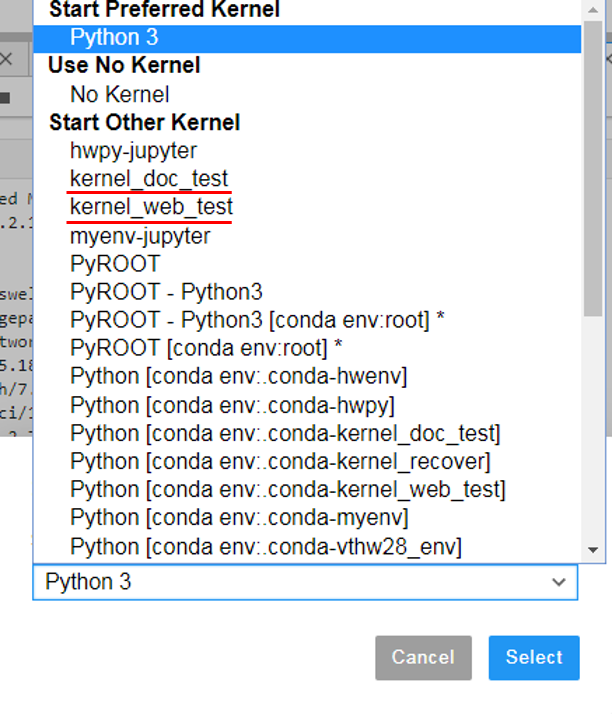 Start Preferred Kernel
Python 3
Use No Kernel
No Kernel
Start Other Kernel
hwpy-jupyter
kernel_doc_test
kernel_web_test
myenv-jupyter
PyROOT
PyROOT - Python3
PyROOT - Python3 [conda env:root] *
PyROOT [conda env:root] *
Python [conda env:.conda-hwenv]
Python [conda env:.conda-hwpy]
Python [conda env:.conda-kernel_doc_test]
Python [conda env:.conda-kernel_recover]
Python [conda env:.conda-kernel_web_test]
Python [conda env:.conda-myenv]
Python [conda env:.conda-vthw28_env]
Python 3
Cancel Select